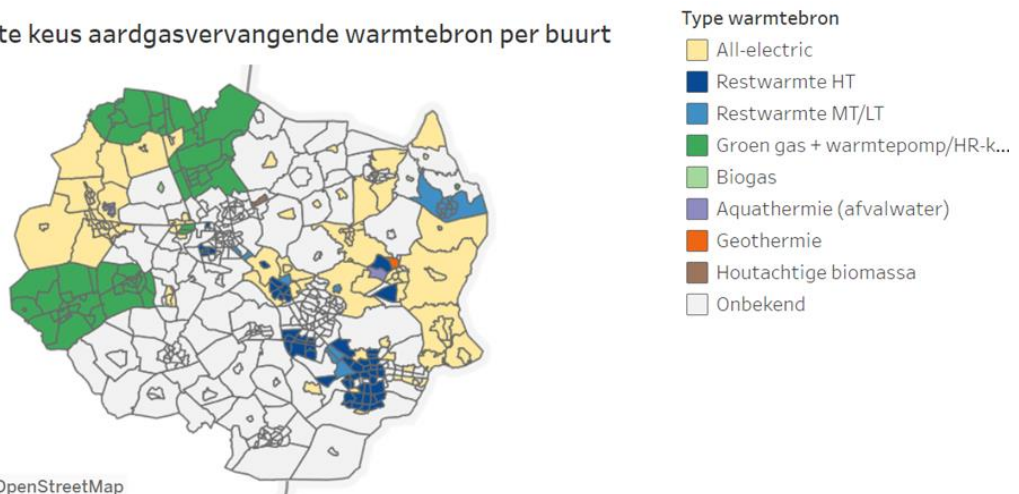 te keus aardgasvervangende warmtebron per buurt
Type warmtebron
All-electric
Restwarmte HT
Restwarmte MT/LT
Groen gas + warmtepomp/HR-k...
Biogas
Aquathermie (afvalwater)
Geothermie
Houtachtige biomassa
Onbekend
OpenStreetMap